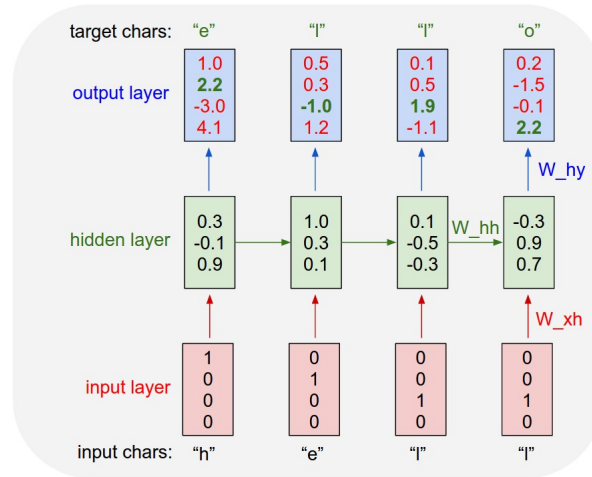 target chars: “e” “l” “l” “o”
output layer
1.0 0.5 0.1 0.2
2.2 0.3 0.5 -1.5
-3.0 -1.0 1.9 -0.1
4.1 1.2 -1.1 2.2
W_hy
hidden layer
0.3 1.0 0.1 -0.3
-0.1 0.3 -0.5 0.9
0.9 0.1 -0.3 0.7
W_hh
W_xh
input layer
1 0 0 0
0 1 0 0
0 0 1 1
0 0 0 0
input chars: “h” “e” “l” “l”